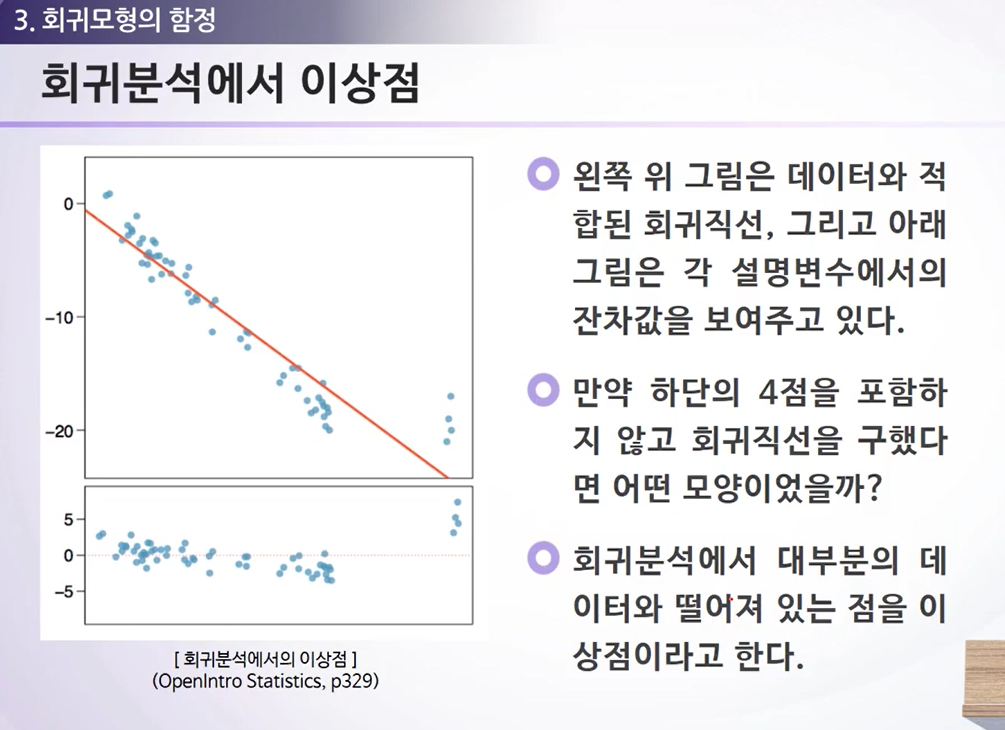 3. 회귀모형의 함정
회귀분석에서 이상점
0
−10
−20
5
0
−5
[ 회귀분석에서의 이상점 ]
(OpenIntro Statistics, p329)
왼쪽 위 그림은 데이터와 적
합된 회귀직선, 그리고 아래
그림은 각 설명변수에서의
잔차값을 보여주고 있다.
만약 하단의 4점을 포함하
지 않고 회귀직선을 구했다
면 어떤 모양이었을까?
회귀분석에서 대부분의 데
이터와 떨어져 있는 점을 이
상점이라고 한다.